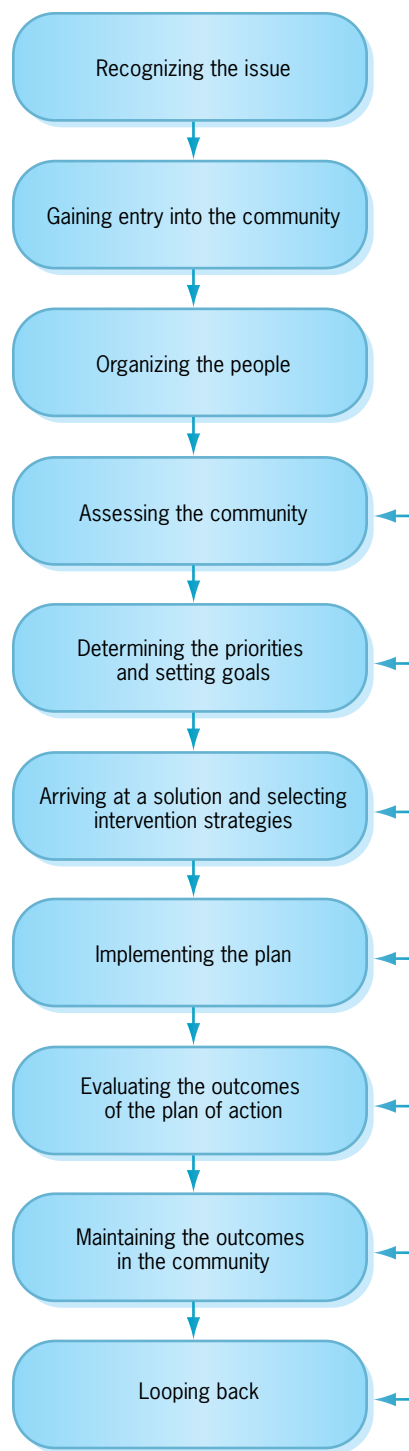 Recognizing the issue
Gaining entry into the community
Organizing the people
Assessing the community
Determining the priorities
and setting goals
Arriving at a solution and selecting
intervention strategies
Implementing the plan
Evaluating the outcomes
of the plan of action
Maintaining the outcomes
in the community
Looping back